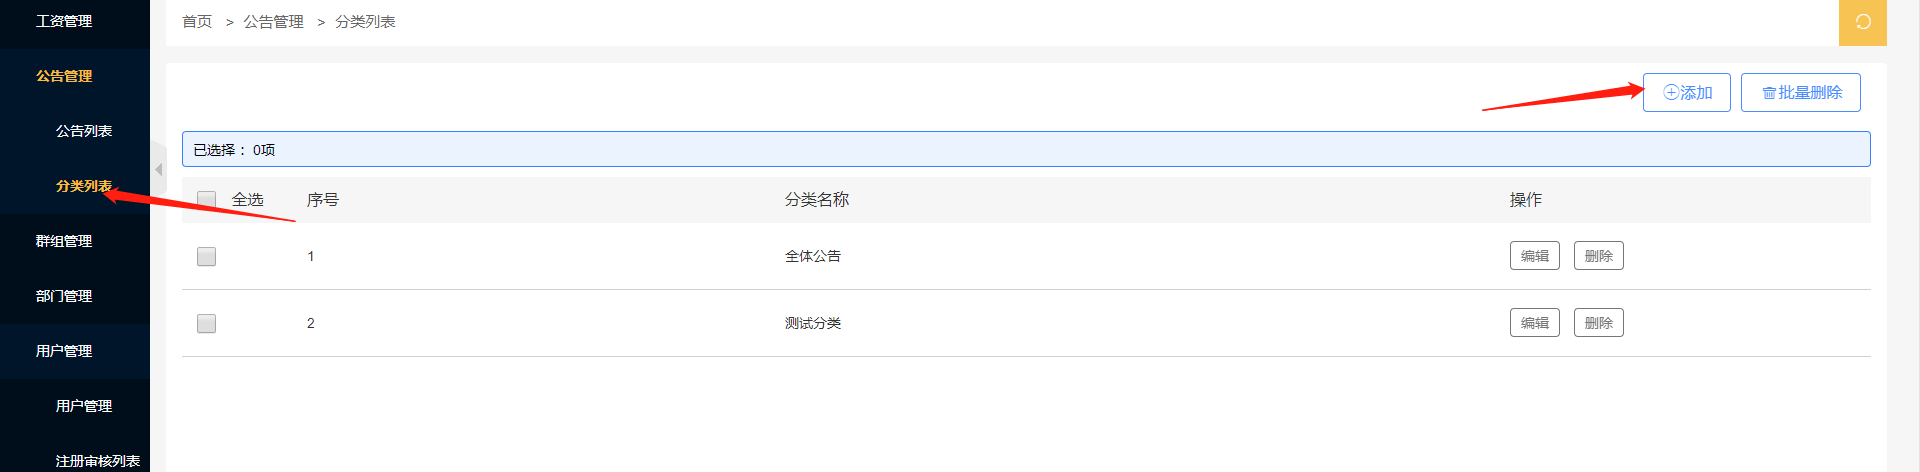 工资管理
公告管理
公告列表
分类列表
群组管理
部门管理
用户管理
用户管理
注册审核列表
首页 > 公告管理 > 分类列表
添加 批量删除
已选择： 0项
全选 序号 分类名称 操作
1 全体公告 编辑 删除
2 测试分类 编辑 删除